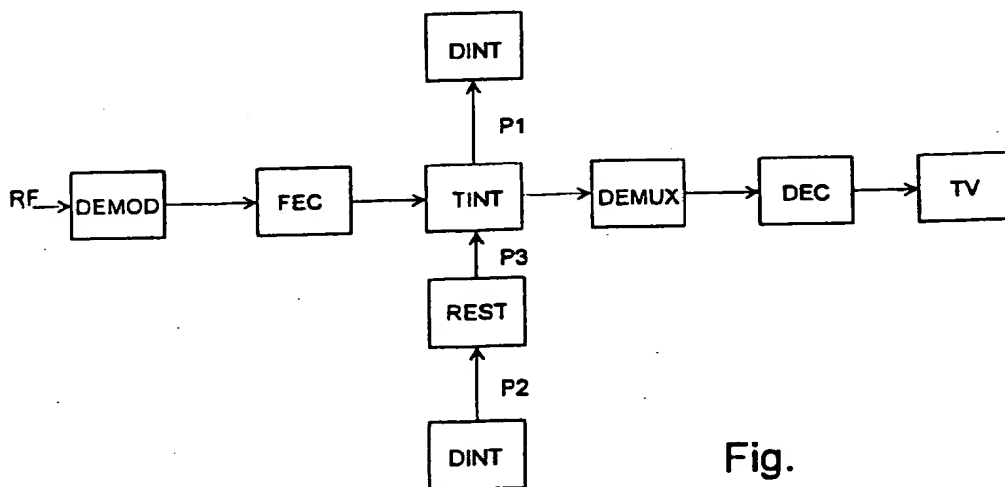 DINT
P1
RF
DEMOD
FEC
TINT
DEMUX
DEC
TV
P3
REST
P2
DINT
Fig.